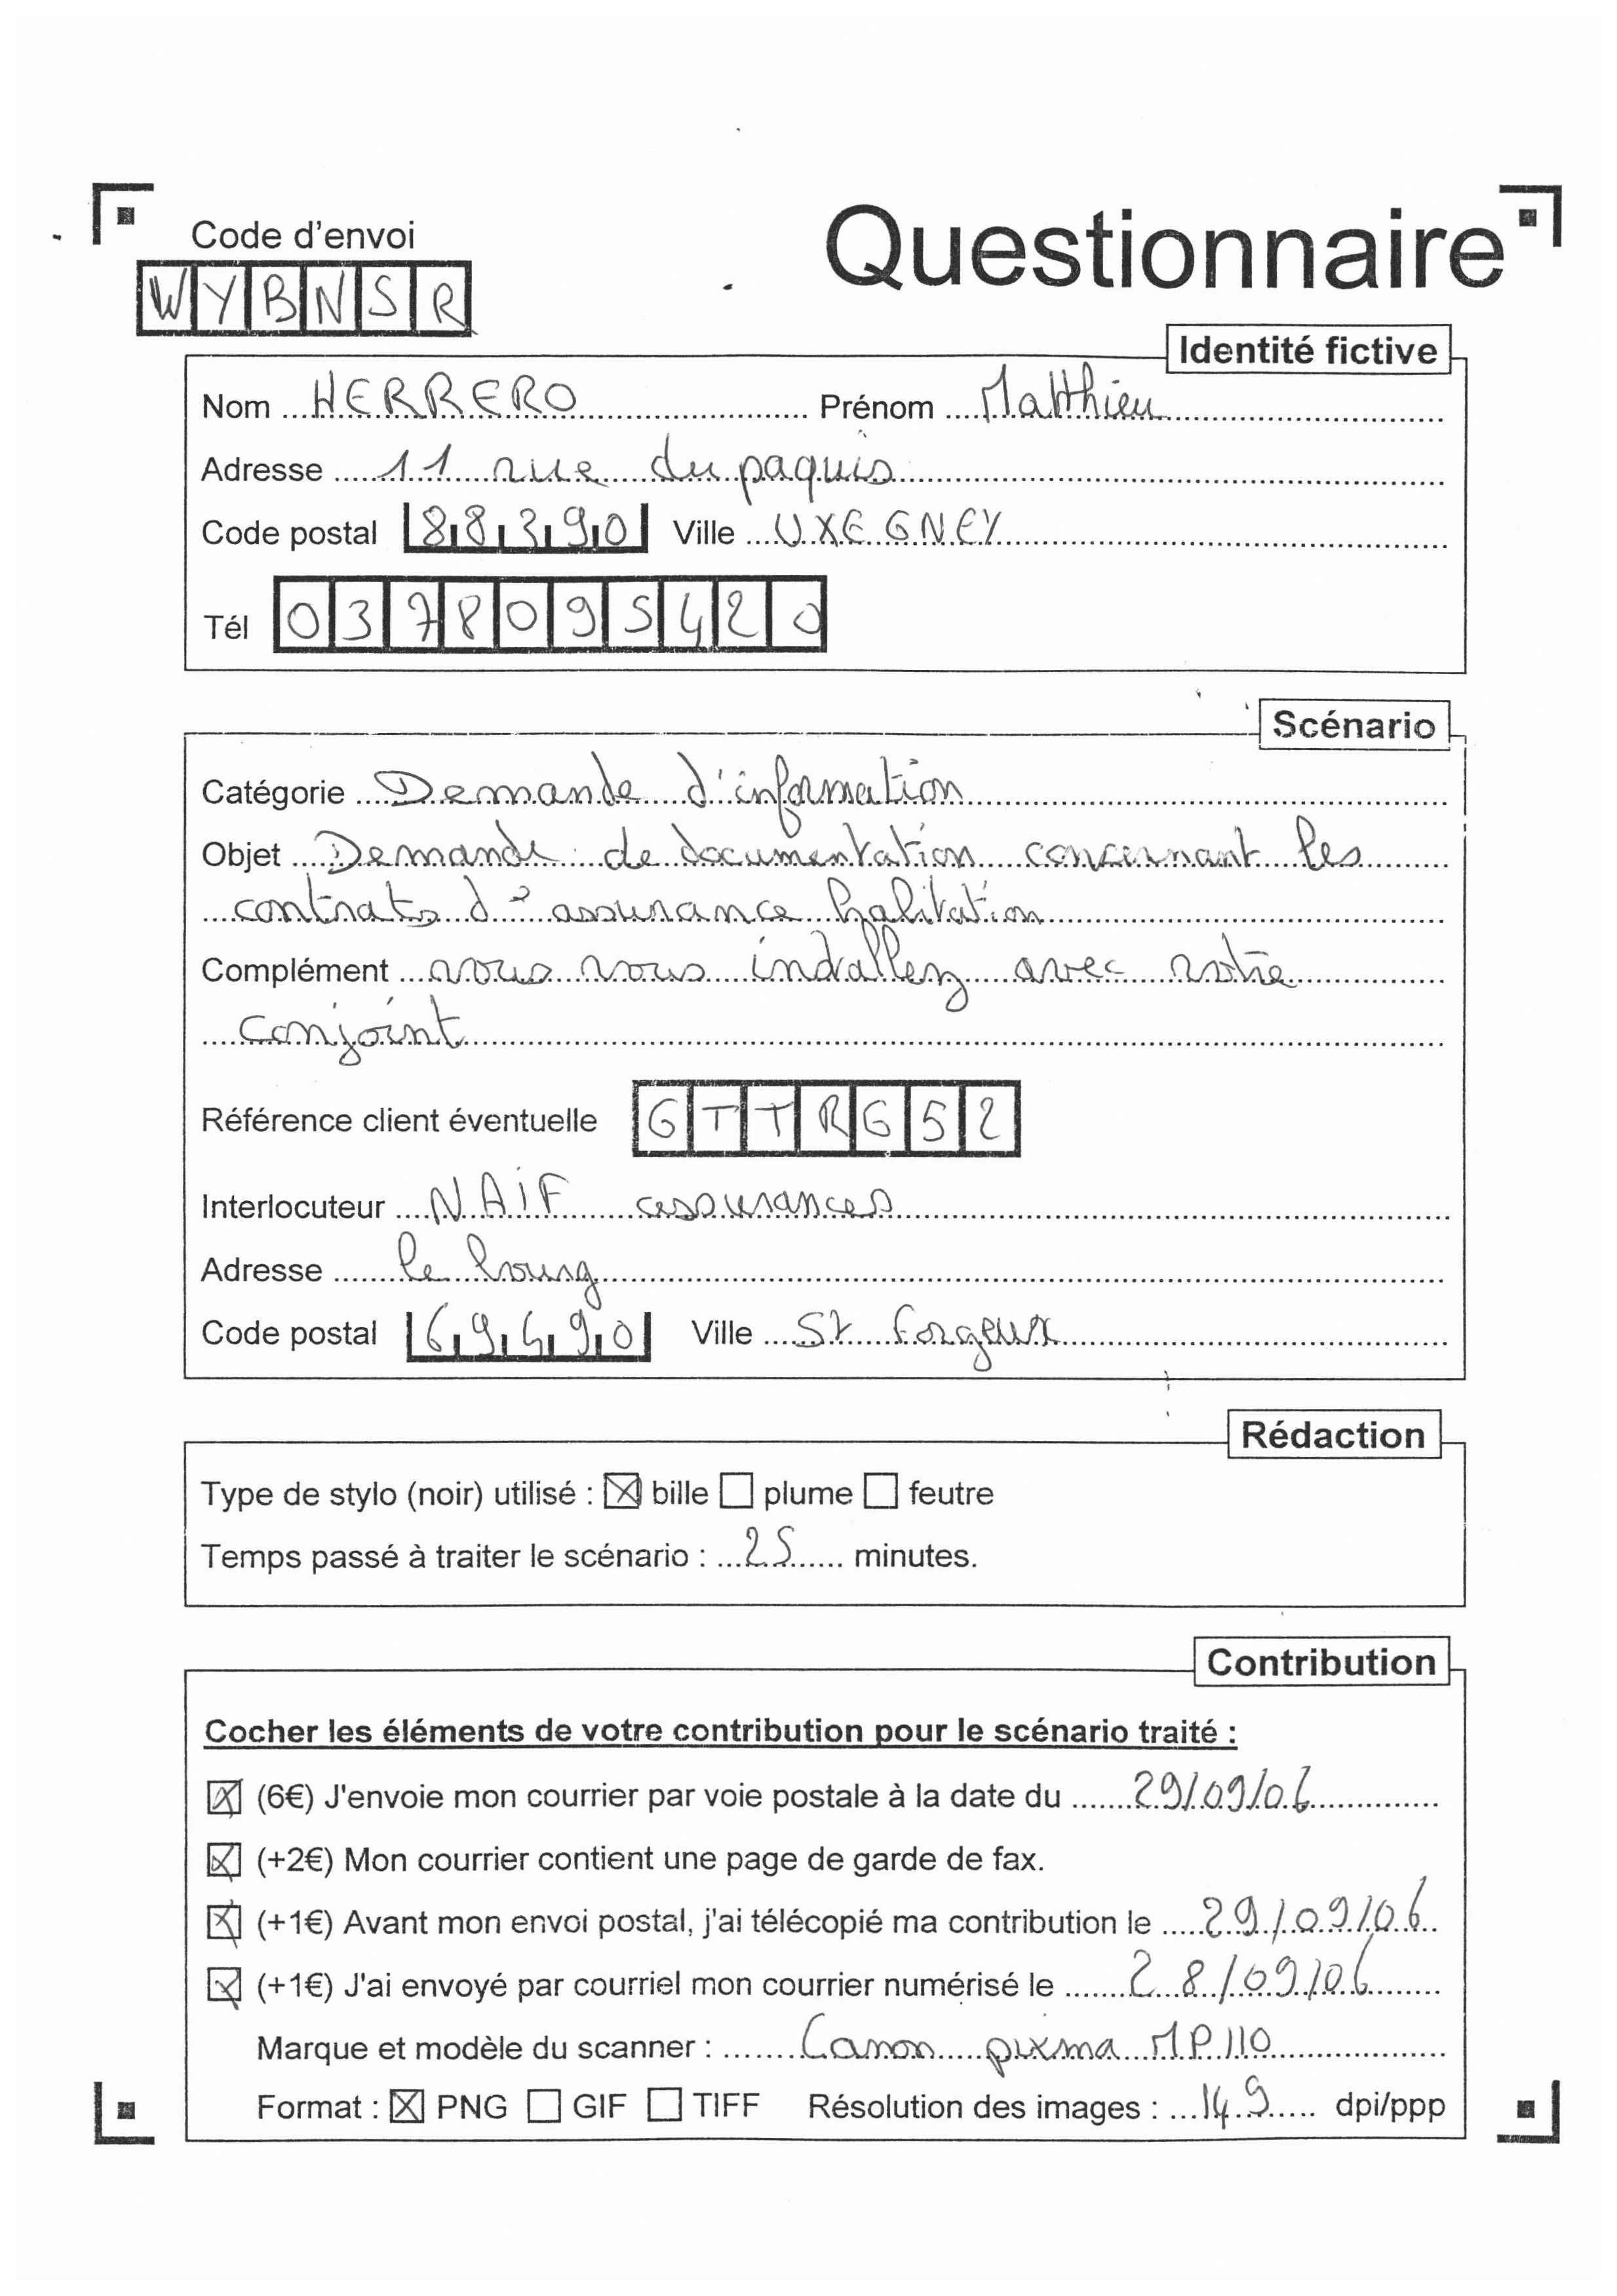 Code d'envoi
Questionnaire
WYBNSR
Identité fictive
Nom HERRERO Prénom Matthieu
Adresse 11 rue du paquis
Code postal 88390 Ville UXEGNEY
Tél 0378095420
Scénario
Catégorie Demande d'information
Objet Demande de documentation concernant les
contrats d'assurance habitation
Complément vous vous installez avec votre
conjoint
Référence client éventuelle GTTRG52
Interlocuteur NAIF assurances
Adresse le bourg
Code postal 69490 Ville St Forgeux
Rédaction
Type de stylo (noir) utilisé : ☒ bille ☐ plume ☐ feutre
Temps passé à traiter le scénario : 25 minutes.
Contribution
Cocher les éléments de votre contribution pour le scénario traité :
☒ (6€) J'envoie mon courrier par voie postale à la date du 29/09/06
☒ (+2€) Mon courrier contient une page de garde de fax.
☒ (+1€) Avant mon envoi postal, j'ai télécopié ma contribution le 29/09/06
☒ (+1€) J'ai envoyé par courriel mon courrier numérisé le 28/09/06
Marque et modèle du scanner : Canon pixma MP110
Format : ☒ PNG ☐ GIF ☐ TIFF Résolution des images : 149 dpi/ppp